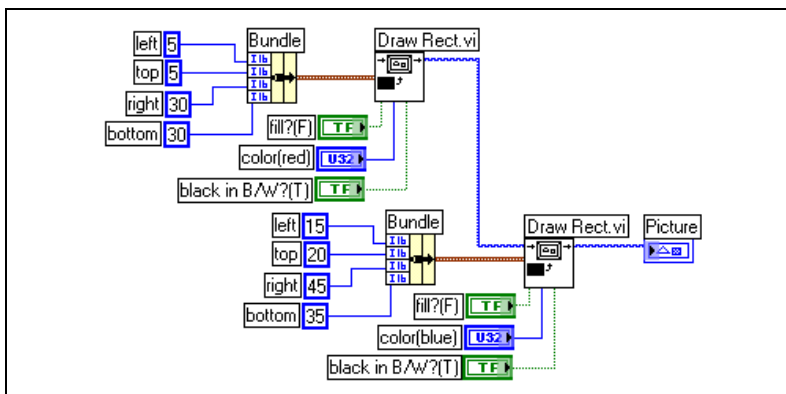 Bundle
Draw Rect.vi
left 5
top 5
right 30
bottom 30
fill?(F) TF
color(red) U32
black in B/W?(T) TF
Bundle
Draw Rect.vi
Picture
left 15
top 20
right 45
bottom 35
fill?(F) TF
color(blue) U32
black in B/W?(T) TF